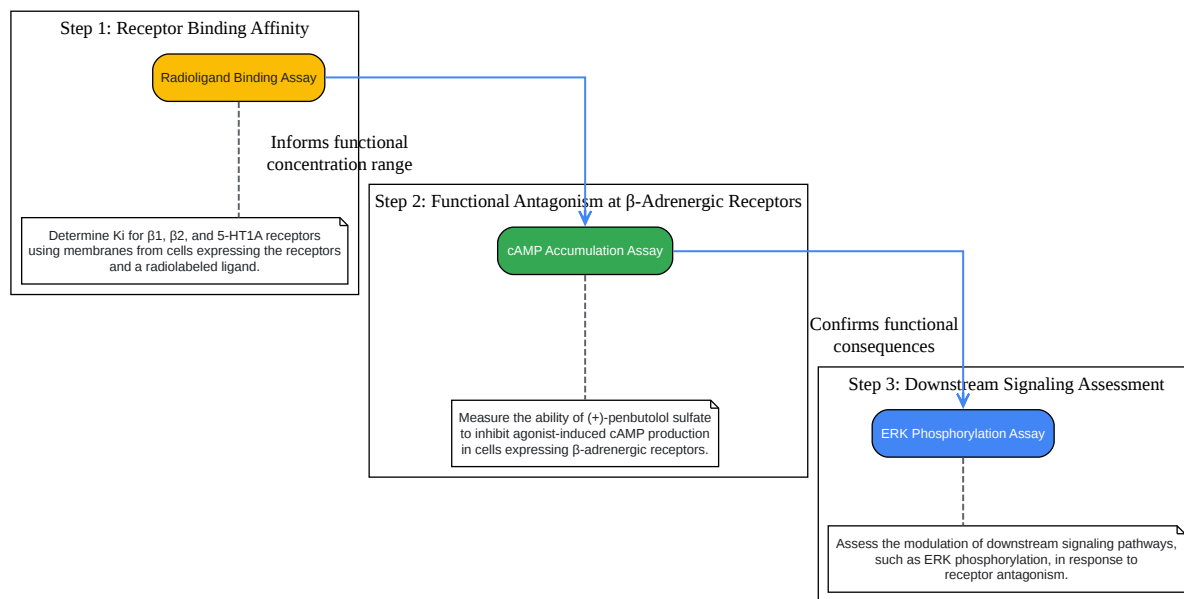 Step 1: Receptor Binding Affinity
Radioligand Binding Assay
Informs functional
concentration range
Determine Ki for β1, β2, and 5-HT1A receptors
using membranes from cells expressing the receptors
and a radiolabeled ligand.
Step 2: Functional Antagonism at β-Adrenergic Receptors
cAMP Accumulation Assay
Confirms functional
consequences
Measure the ability of (+)-penbutolol sulfate
to inhibit agonist-induced cAMP production
in cells expressing β-adrenergic receptors.
Step 3: Downstream Signaling Assessment
ERK Phosphorylation Assay
Assess the modulation of downstream signaling pathways,
such as ERK phosphorylation, in response to
receptor antagonism.